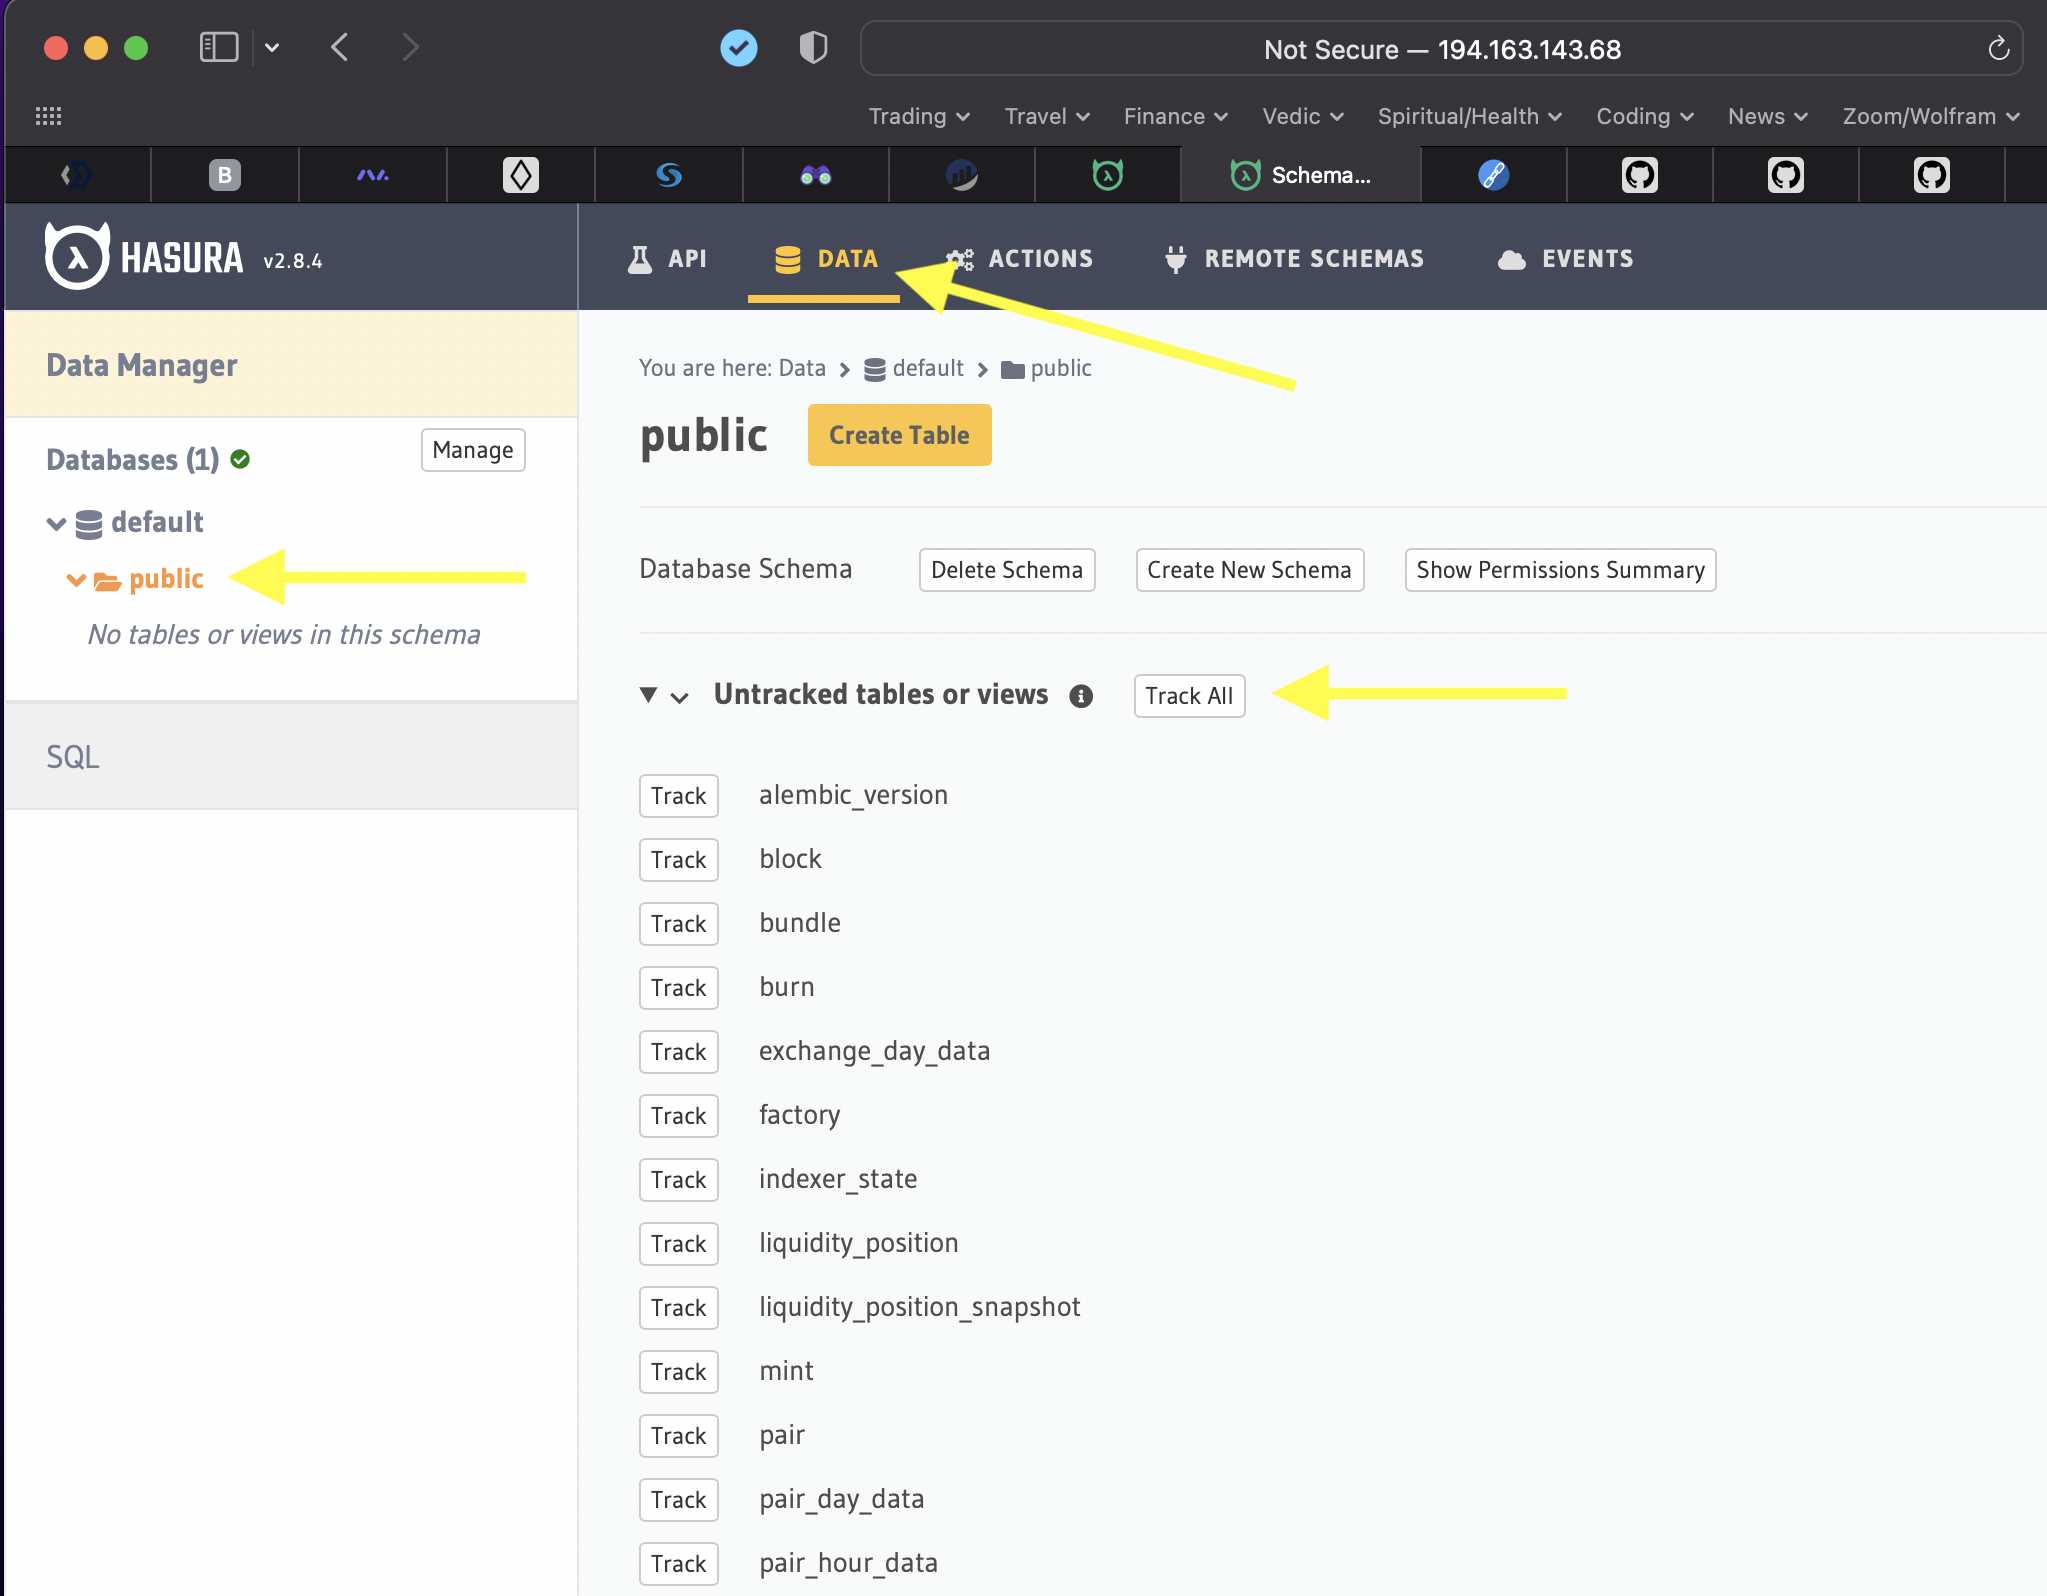 Not Secure — 194.163.143.68
Trading Travel Finance Vedic Spiritual/Health Coding News Zoom/Wolfram
B Schema...
HASURA v2.8.4
API DATA ACTIONS REMOTE SCHEMAS EVENTS
Data Manager
Databases (1) Manage
default
public
No tables or views in this schema
SQL
You are here: Data > default > public
public Create Table
Database Schema Delete Schema Create New Schema Show Permissions Summary
Untracked tables or views Track All
Track alembic_version
Track block
Track bundle
Track burn
Track exchange_day_data
Track factory
Track indexer_state
Track liquidity_position
Track liquidity_position_snapshot
Track mint
Track pair
Track pair_day_data
Track pair_hour_data